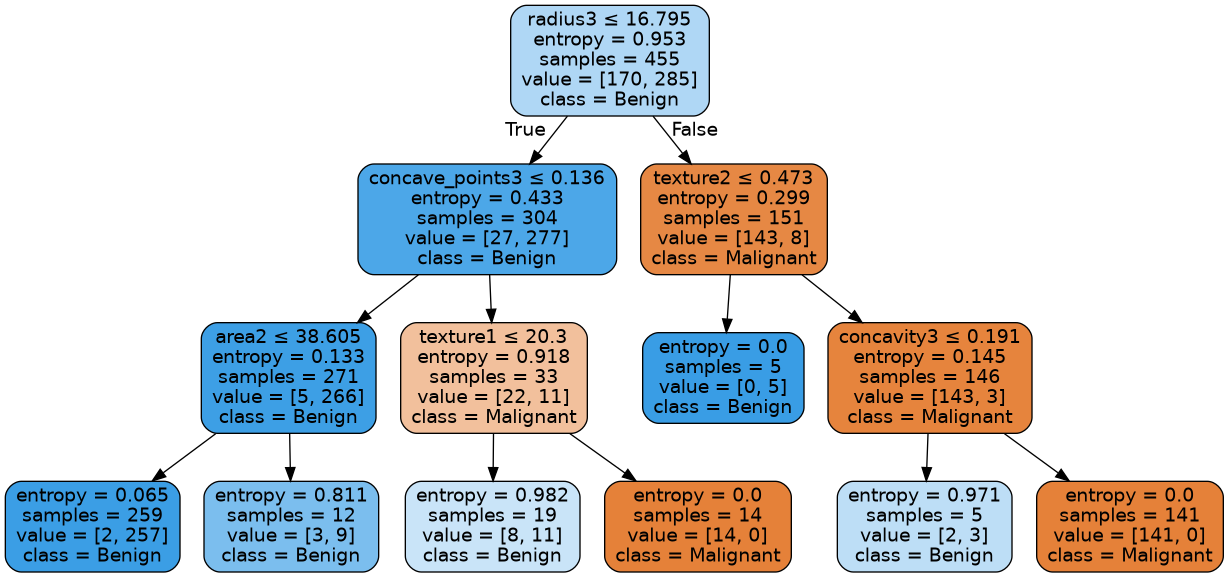 radius3 ≤ 16.795
entropy = 0.953
samples = 455
value = [170, 285]
class = Benign
True
False
concave_points3 ≤ 0.136
entropy = 0.433
samples = 304
value = [27, 277]
class = Benign
texture2 ≤ 0.473
entropy = 0.299
samples = 151
value = [143, 8]
class = Malignant
area2 ≤ 38.605
entropy = 0.133
samples = 271
value = [5, 266]
class = Benign
texture1 ≤ 20.3
entropy = 0.918
samples = 33
value = [22, 11]
class = Malignant
entropy = 0.0
samples = 5
value = [0, 5]
class = Benign
concavity3 ≤ 0.191
entropy = 0.145
samples = 146
value = [143, 3]
class = Malignant
entropy = 0.065
samples = 259
value = [2, 257]
class = Benign
entropy = 0.811
samples = 12
value = [3, 9]
class = Benign
entropy = 0.982
samples = 19
value = [8, 11]
class = Benign
entropy = 0.0
samples = 14
value = [14, 0]
class = Malignant
entropy = 0.971
samples = 5
value = [2, 3]
class = Benign
entropy = 0.0
samples = 141
value = [141, 0]
class = Malignant